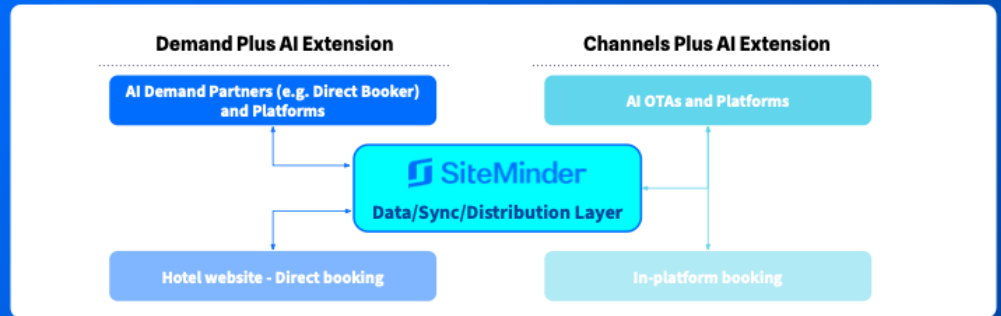 Demand Plus AI Extension
Channels Plus AI Extension
AI Demand Partners (e.g. Direct Booker)
and Platforms
AI OTAs and Platforms
SiteMinder
Data/Sync/Distribution Layer
Hotel website - Direct booking
In-platform booking